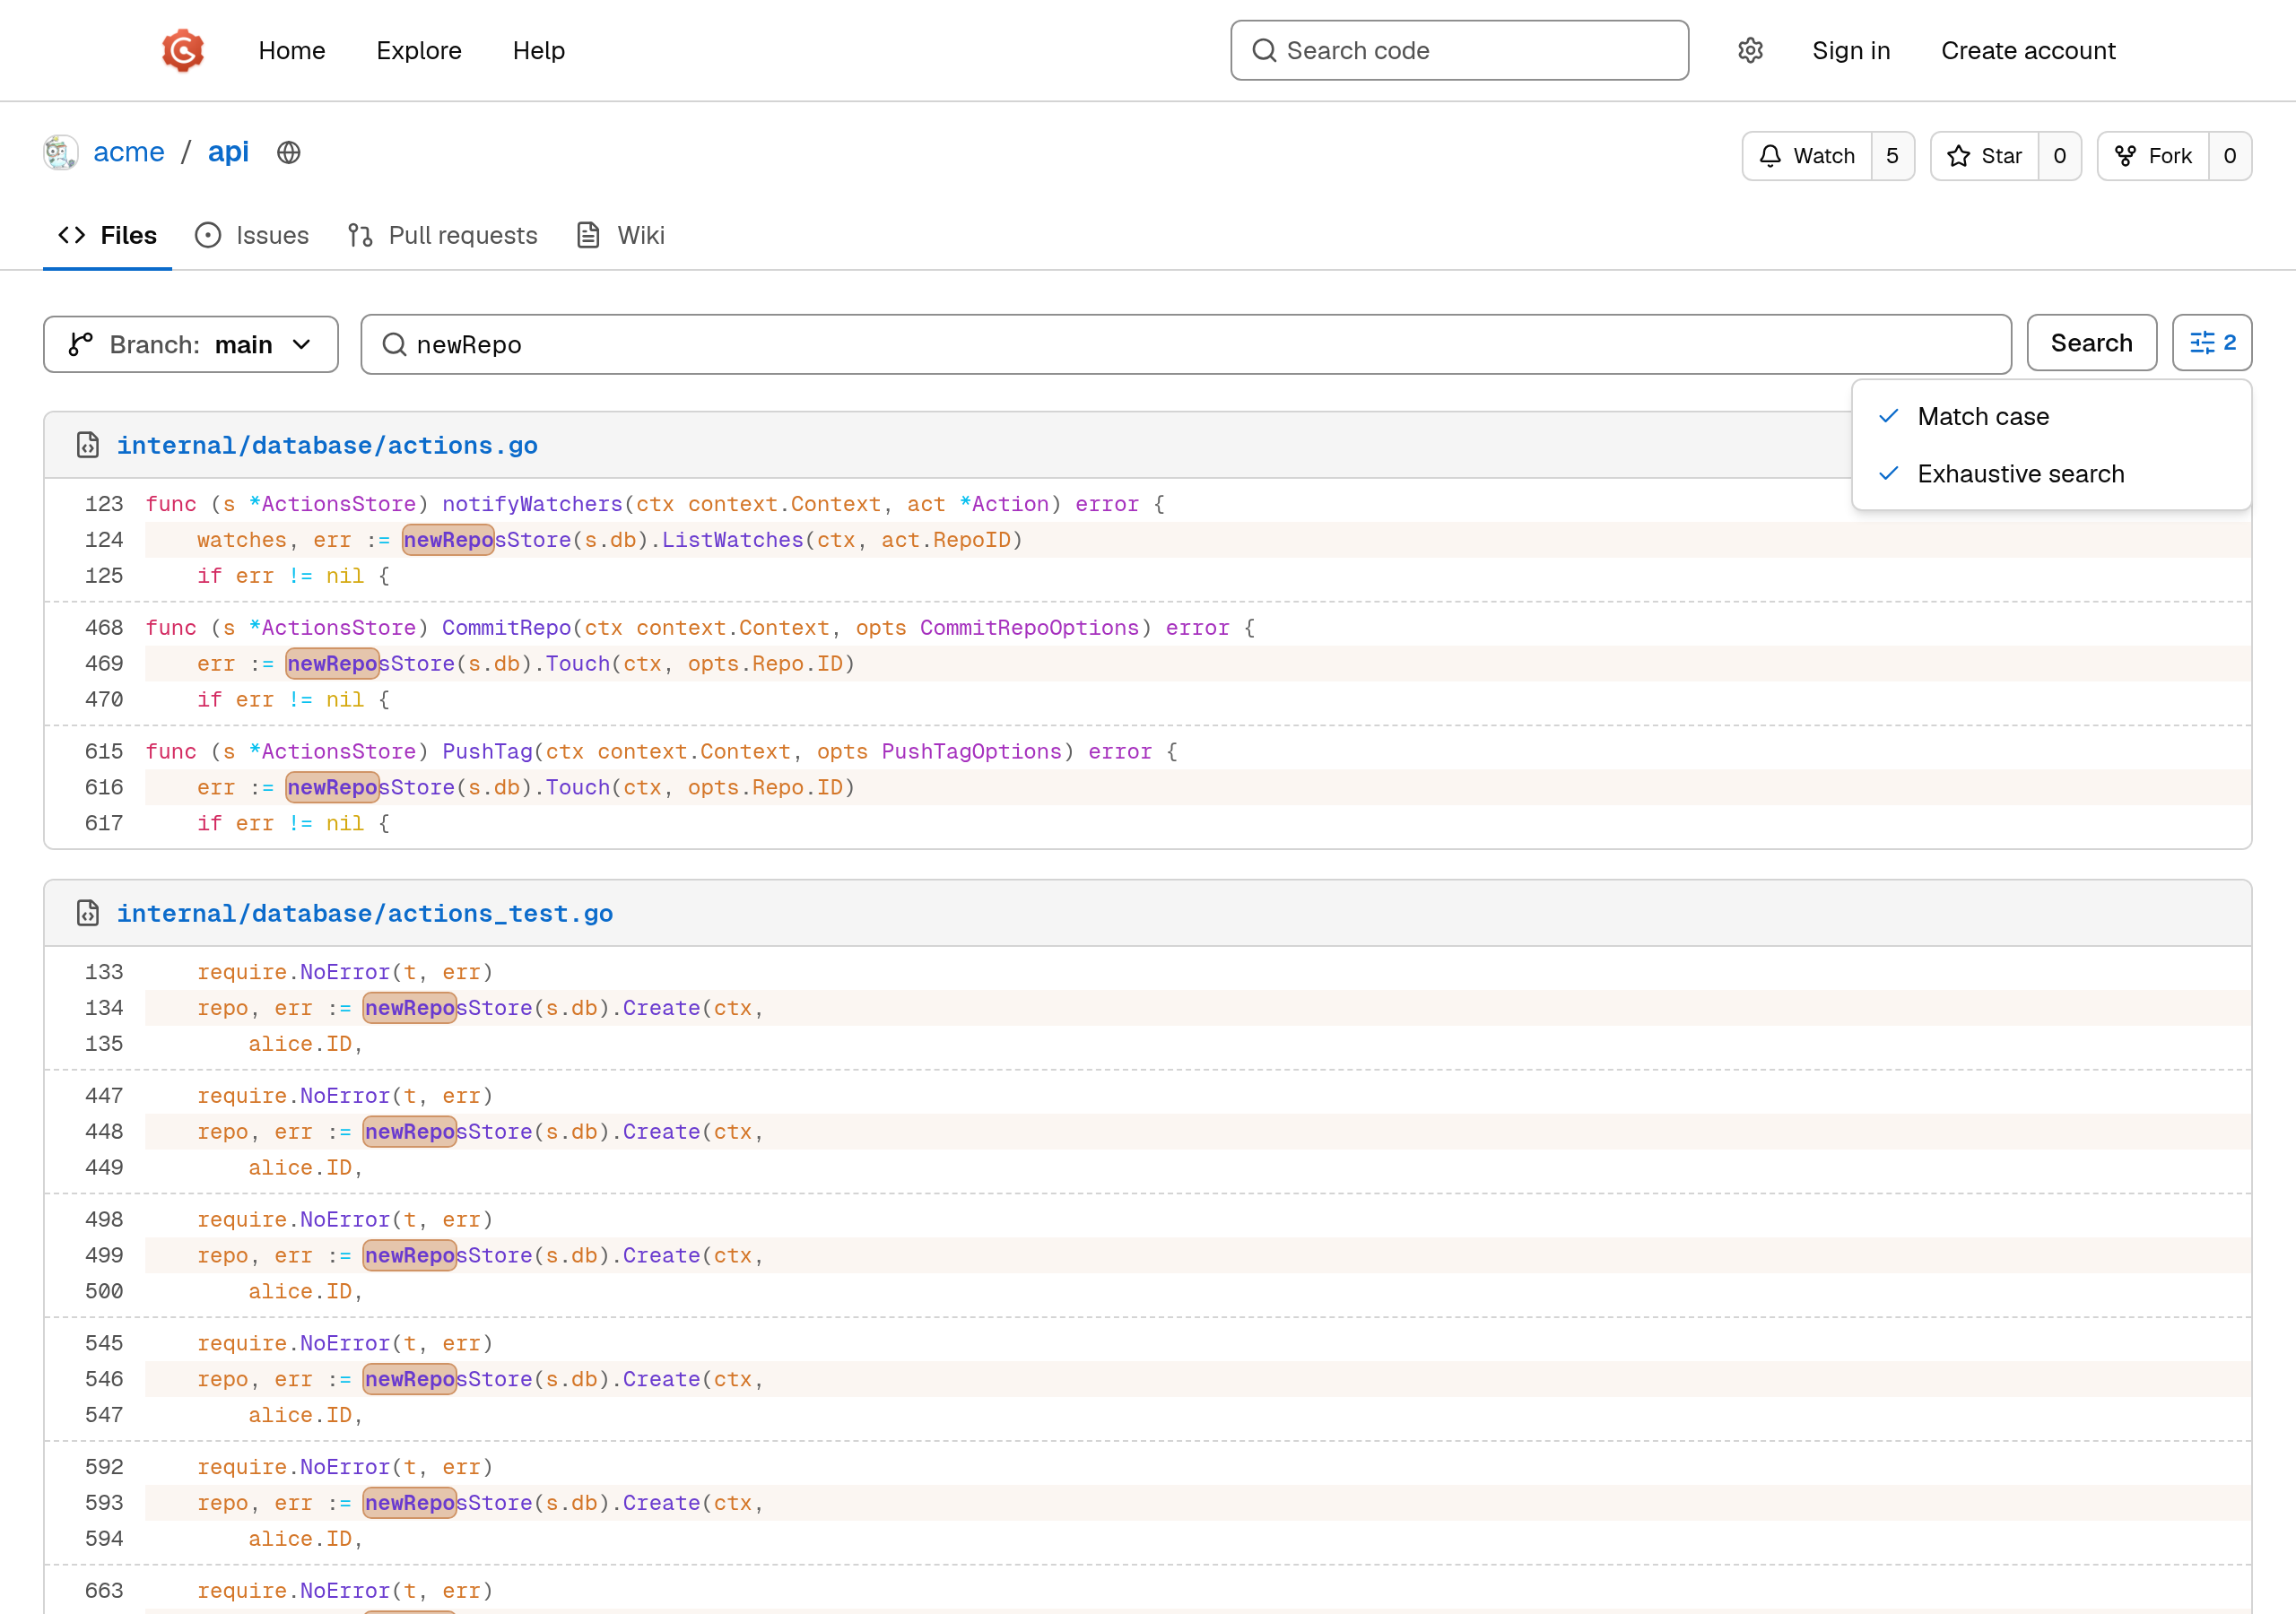 Home Explore Help Search code Sign in Create account
acme / api Watch 5 Star 0 Fork 0
Files Issues Pull requests Wiki
Branch: main newRepo Search 2
Match case
Exhaustive search
internal/database/actions.go
123 func (s *ActionsStore) notifyWatchers(ctx context.Context, act *Action) error {
124     watches, err := newReposStore(s.db).ListWatches(ctx, act.RepoID)
125     if err != nil {
468 func (s *ActionsStore) CommitRepo(ctx context.Context, opts CommitRepoOptions) error {
469     err := newReposStore(s.db).Touch(ctx, opts.Repo.ID)
470     if err != nil {
615 func (s *ActionsStore) PushTag(ctx context.Context, opts PushTagOptions) error {
616     err := newReposStore(s.db).Touch(ctx, opts.Repo.ID)
617     if err != nil {
internal/database/actions_test.go
133     require.NoError(t, err)
134     repo, err := newReposStore(s.db).Create(ctx,
135         alice.ID,
447     require.NoError(t, err)
448     repo, err := newReposStore(s.db).Create(ctx,
449         alice.ID,
498     require.NoError(t, err)
499     repo, err := newReposStore(s.db).Create(ctx,
500         alice.ID,
545     require.NoError(t, err)
546     repo, err := newReposStore(s.db).Create(ctx,
547         alice.ID,
592     require.NoError(t, err)
593     repo, err := newReposStore(s.db).Create(ctx,
594         alice.ID,
663     require.NoError(t, err)